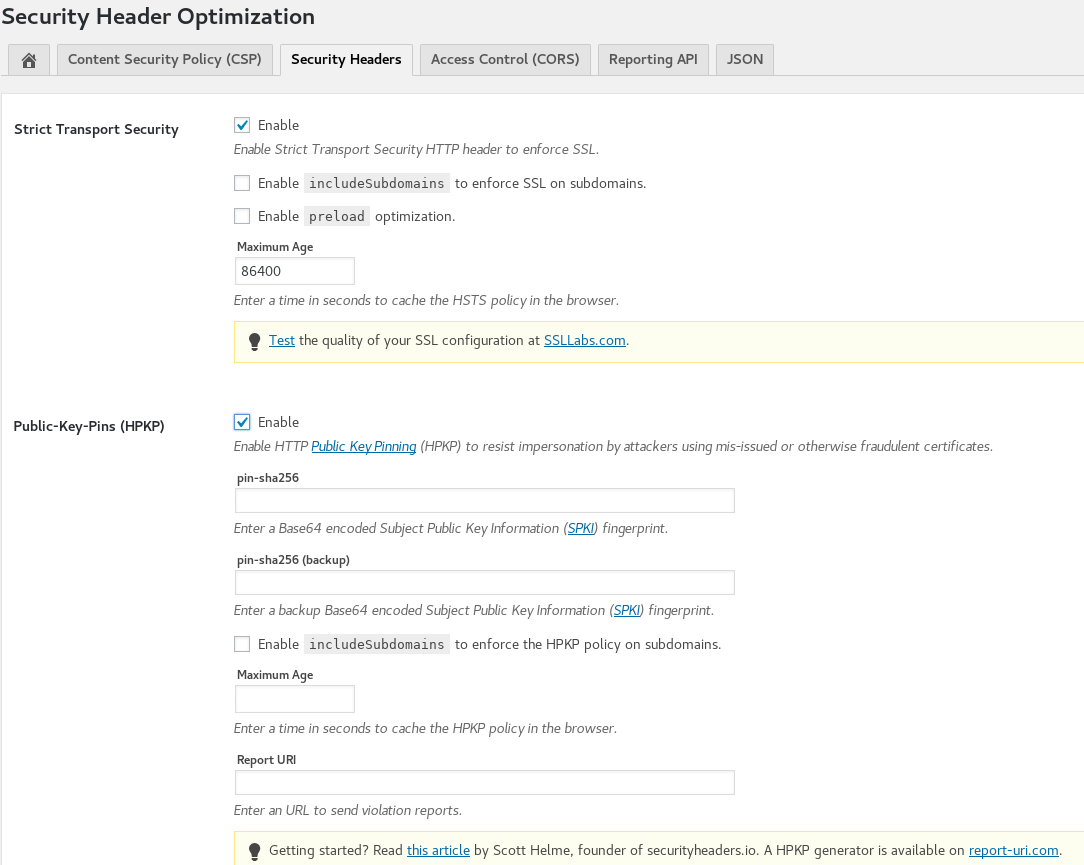 Security Header Optimization
Content Security Policy (CSP) Security Headers Access Control (CORS) Reporting API JSON
Strict Transport Security
Enable
Enable Strict Transport Security HTTP header to enforce SSL.
Enable includeSubdomains to enforce SSL on subdomains.
Enable preload optimization.
Maximum Age
86400
Enter a time in seconds to cache the HSTS policy in the browser.
Test the quality of your SSL configuration at SSLLabs.com.
Public-Key-Pins (HPKP)
Enable
Enable HTTP Public Key Pinning (HPKP) to resist impersonation by attackers using mis-issued or otherwise fraudulent certificates.
pin-sha256
Enter a Base64 encoded Subject Public Key Information (SPKI) fingerprint.
pin-sha256 (backup)
Enter a backup Base64 encoded Subject Public Key Information (SPKI) fingerprint.
Enable includeSubdomains to enforce the HPKP policy on subdomains.
Maximum Age
Enter a time in seconds to cache the HPKP policy in the browser.
Report URI
Enter an URL to send violation reports.
Getting started? Read this article by Scott Helme, founder of securityheaders.io. A HPKP generator is available on report-uri.com.